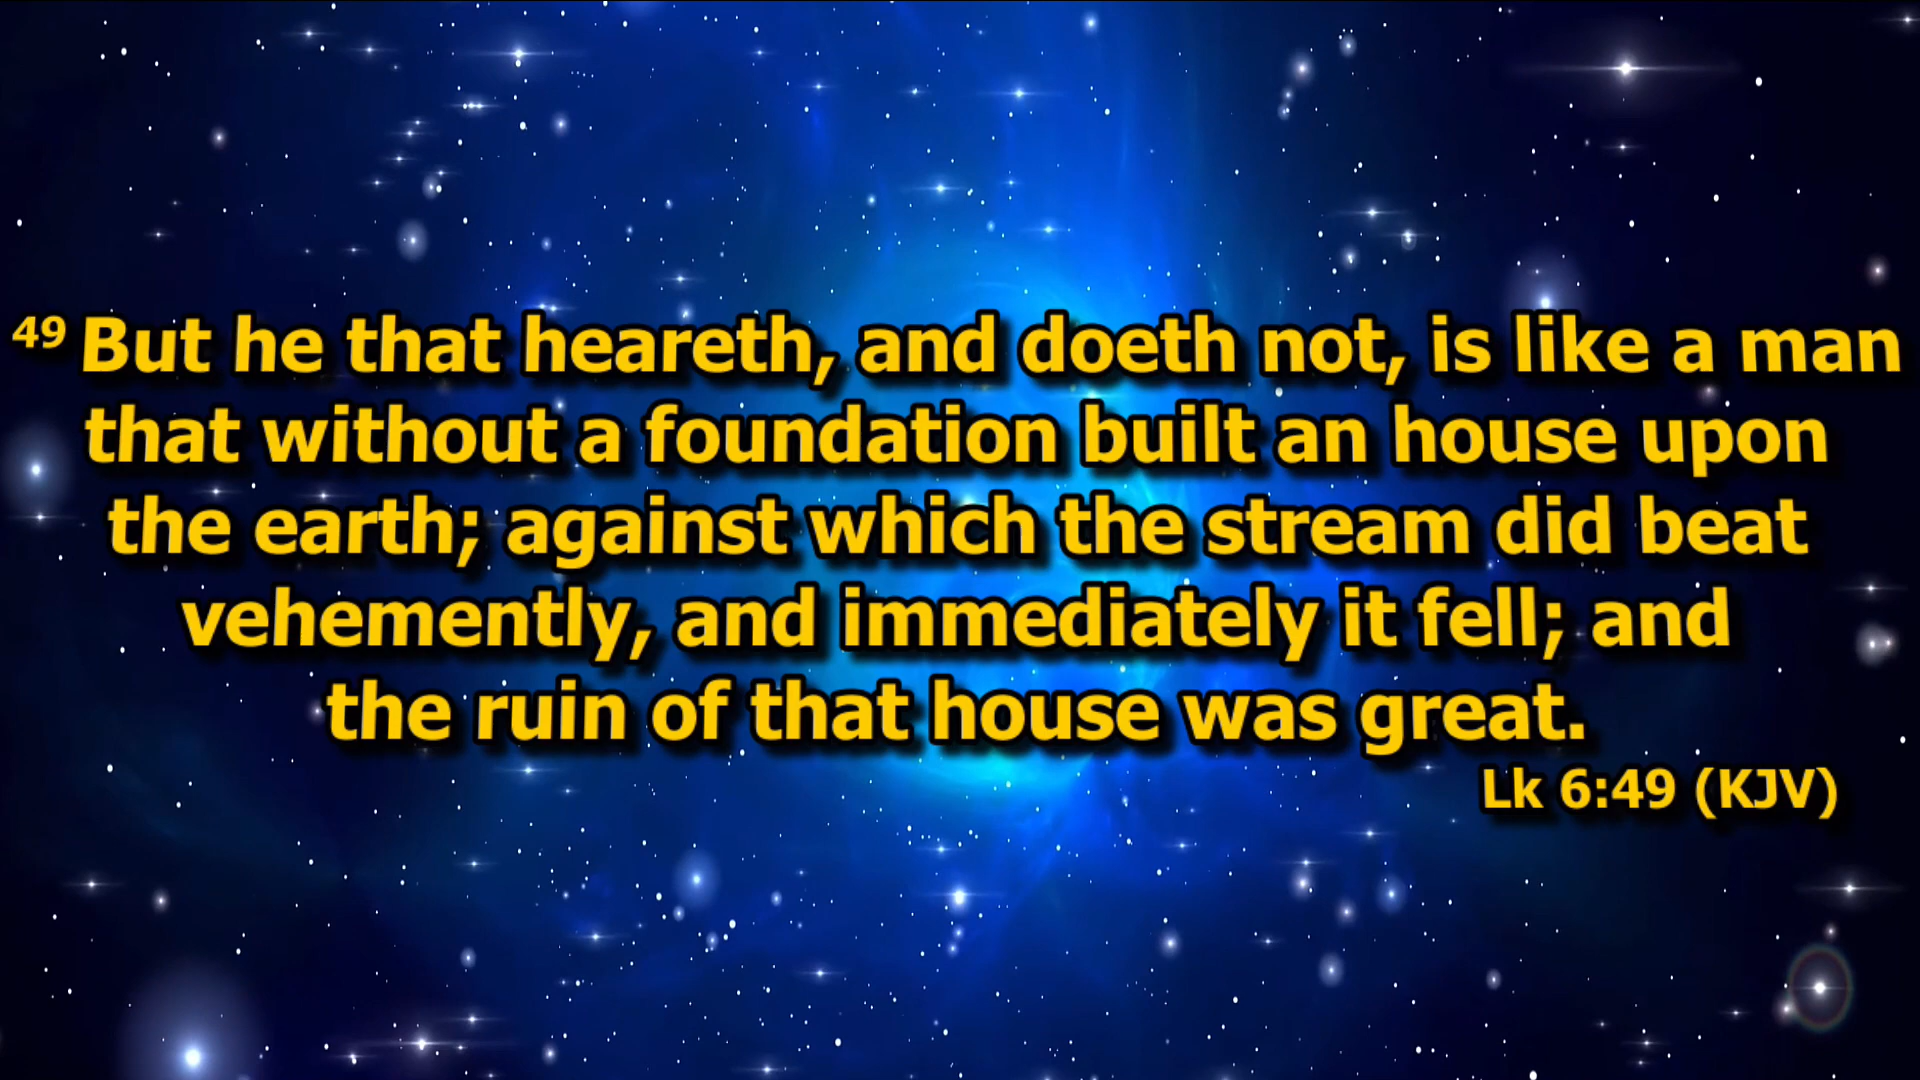 49 But he that heareth, and doeth not, is like a man
that without a foundation built an house upon
the earth; against which the stream did beat
vehemently, and immediately it fell; and
the ruin of that house was great.
Lk 6:49 (KJV)